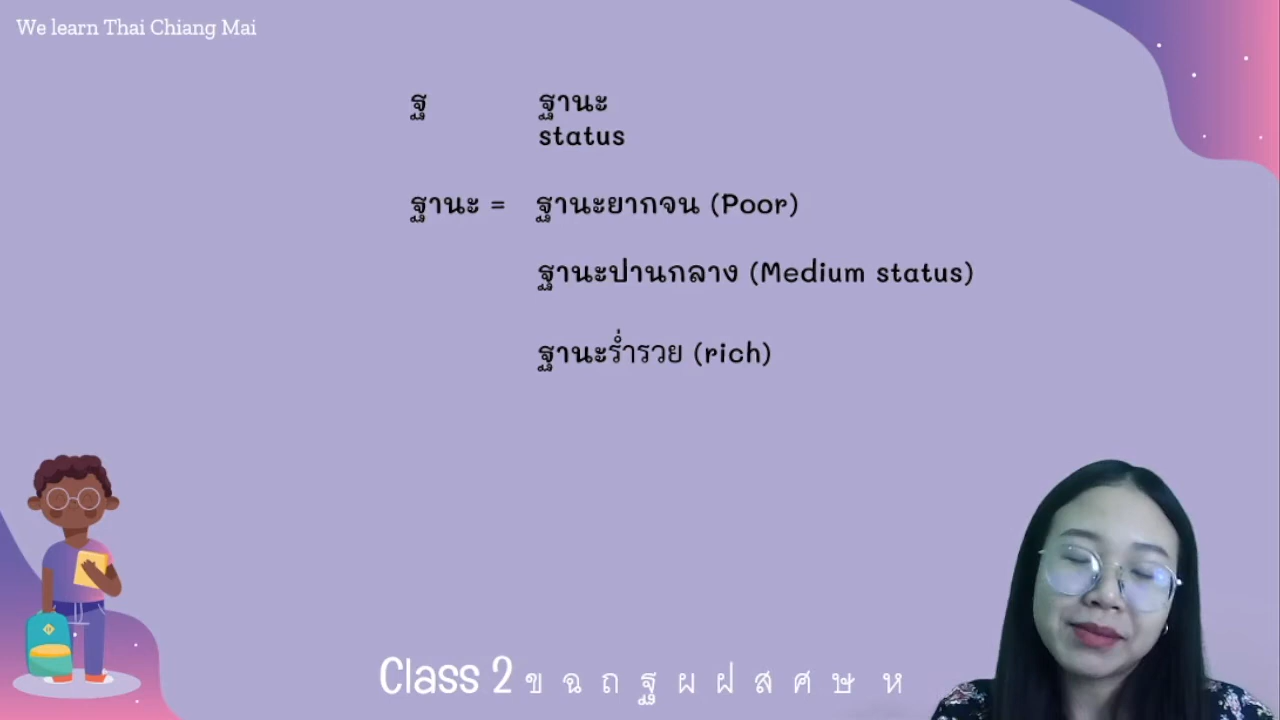 We learn Thai Chiang Mai
ฐ ฐานะ
status
ฐานะ = ฐานะยากจน (Poor)
ฐานะปานกลาง (Medium status)
ฐานะร่ำรวย (rich)
Class 2 ข ฉ ถ ฐ ผ ฝ ส ศ ษ ห